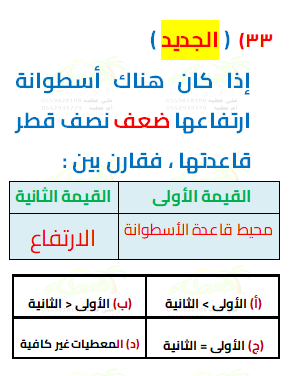 ٣٣) ( الجديد )
إذا كان هناك أسطوانة
ارتفاعها ضعف نصف قطر
قاعدتها ، فقارن بين :
القيمة الأولى القيمة الثانية
محيط قاعدة الأسطوانة الارتفاع
(أ) الأولى > الثانية (ب) الأولى < الثانية
(ج) الأولى = الثانية (د) المعطيات غير كافية